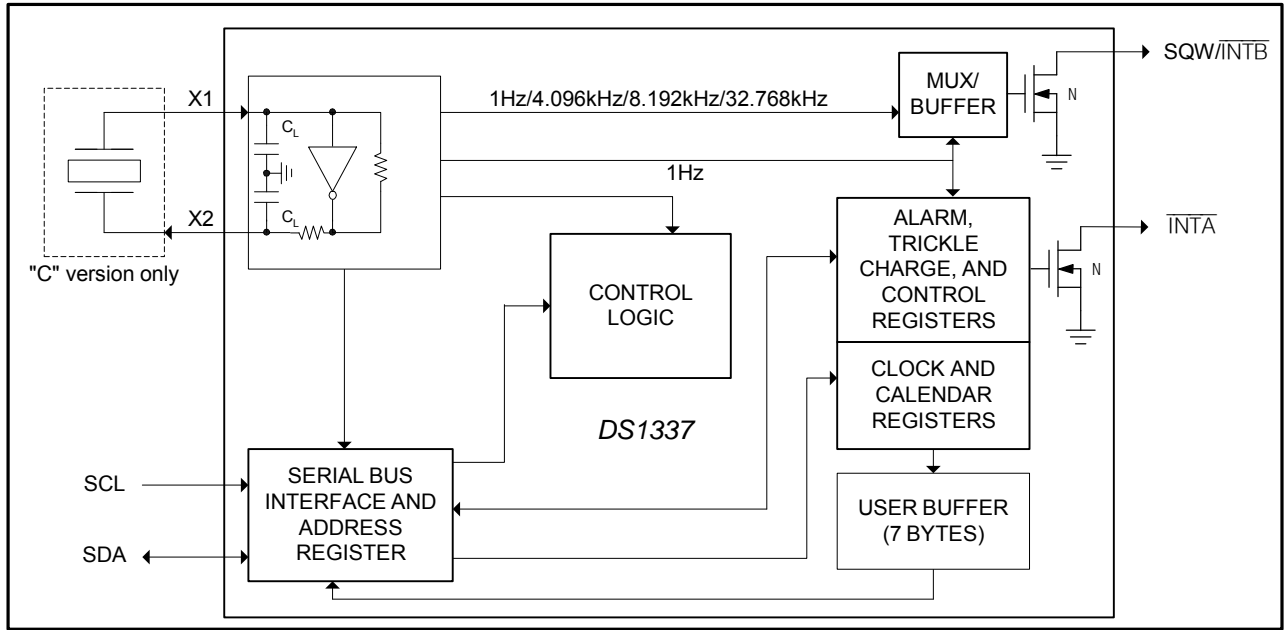 SQW/INTB
MUX/
BUFFER
N
X1
1Hz/4.096kHz/8.192kHz/32.768kHz
CL
1Hz
X2
CL
"C" version only
ALARM,
TRICKLE
CHARGE, AND
CONTROL
REGISTERS
INTA
N
CONTROL
LOGIC
CLOCK AND
CALENDAR
REGISTERS
DS1337
SCL
SDA
SERIAL BUS
INTERFACE AND
ADDRESS
REGISTER
USER BUFFER
(7 BYTES)